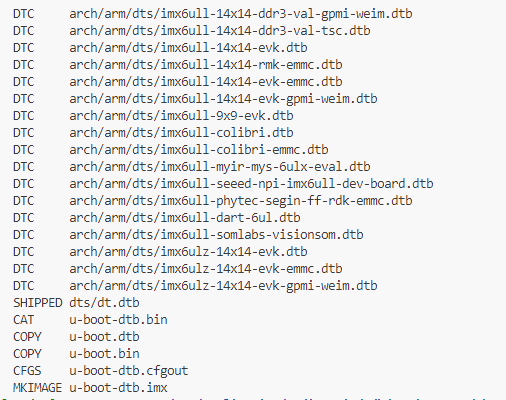 DTC arch/arm/dts/imx6ull-14x14-ddr3-val-gpmi-weim.dtb
DTC arch/arm/dts/imx6ull-14x14-ddr3-val-tsc.dtb
DTC arch/arm/dts/imx6ull-14x14-evk.dtb
DTC arch/arm/dts/imx6ull-14x14-rmk-emmc.dtb
DTC arch/arm/dts/imx6ull-14x14-evk-emmc.dtb
DTC arch/arm/dts/imx6ull-14x14-evk-gpmi-weim.dtb
DTC arch/arm/dts/imx6ull-9x9-evk.dtb
DTC arch/arm/dts/imx6ull-colibri.dtb
DTC arch/arm/dts/imx6ull-colibri-emmc.dtb
DTC arch/arm/dts/imx6ull-myir-mys-6ulx-eval.dtb
DTC arch/arm/dts/imx6ull-seeed-npi-imx6ull-dev-board.dtb
DTC arch/arm/dts/imx6ull-phytec-segin-ff-rdk-emmc.dtb
DTC arch/arm/dts/imx6ull-dart-6ul.dtb
DTC arch/arm/dts/imx6ull-somlabs-visionsom.dtb
DTC arch/arm/dts/imx6ulz-14x14-evk.dtb
DTC arch/arm/dts/imx6ulz-14x14-evk-emmc.dtb
DTC arch/arm/dts/imx6ulz-14x14-evk-gpmi-weim.dtb
SHIPPED dts/dt.dtb
CAT u-boot-dtb.bin
COPY u-boot.dtb
COPY u-boot.bin
CFGS u-boot-dtb.cfgout
MKIMAGE u-boot-dtb.imx